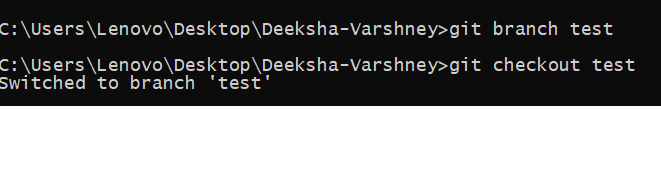 C:\Users\Lenovo\Desktop\Deeksha-Varshney>git branch test
C:\Users\Lenovo\Desktop\Deeksha-Varshney>git checkout test
Switched to branch 'test'